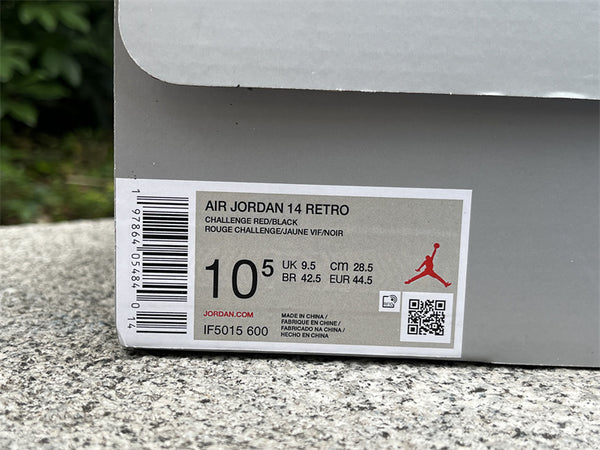 AIR JORDAN 14 RETRO
CHALLENGE RED/BLACK
ROUGE CHALLENGE/JAUNE VIF/NOIR
10⁵
UK 9.5 cm 28.5
BR 42.5 EUR 44.5
JORDAN.COM
IF5015 600
MADE IN CHINA /
FABRIQUE EN CHINE /
FABRICADO NA CHINA /
HECHO EN CHINA
1 97864 05484 0 14